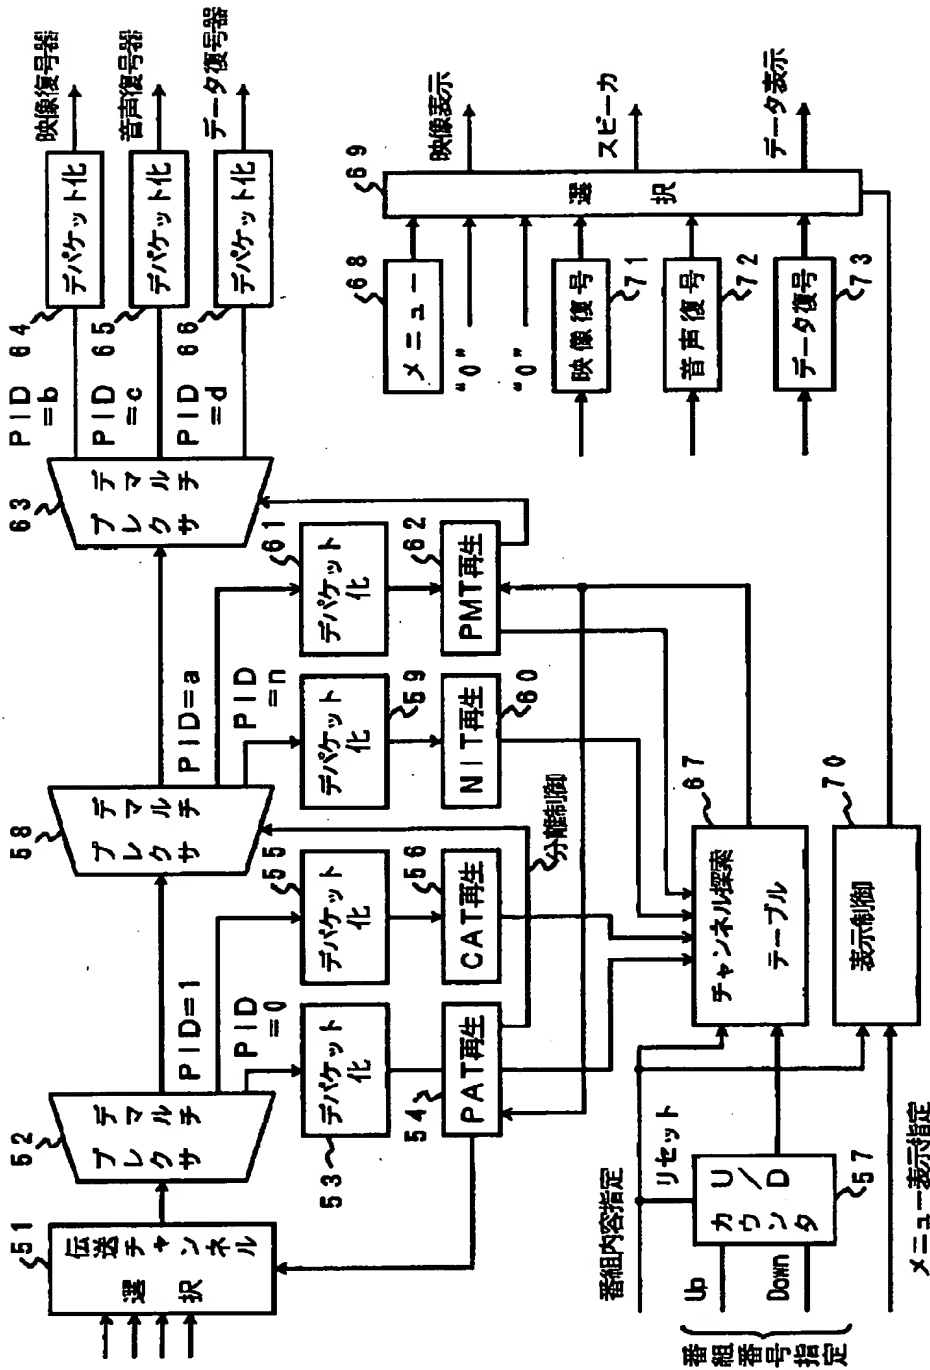 51
伝送チャンネル
選択
52
デマルチ
プレクサ
PID=1
PID
=0
53
デパケット
化
54
PAT再生
55
デパケット
化
56
CAT再生
58
デマルチ
プレクサ
PID=a
PID
=n
デパケット
化
59
NIT再生
60
分離制御
デパケット
化
61
PMT再生
62
63
デマルチ
プレクサ
PID
=b
64
デパケット化
映像復号器
PID
=c
65
デパケット化
音声復号器
PID
=d
66
デパケット化
データ復号器
番組内容指定
リセット
Up
Down
番組番号指定
U/D
カウンタ
57
メニュー表示指定
チャンネル探索
テーブル
67
表示制御
70
メニュー
68
“0”
“0”
映像復号
71
音声復号
72
データ復号
73
選択
69
映像表示
スピーカ
データ表示